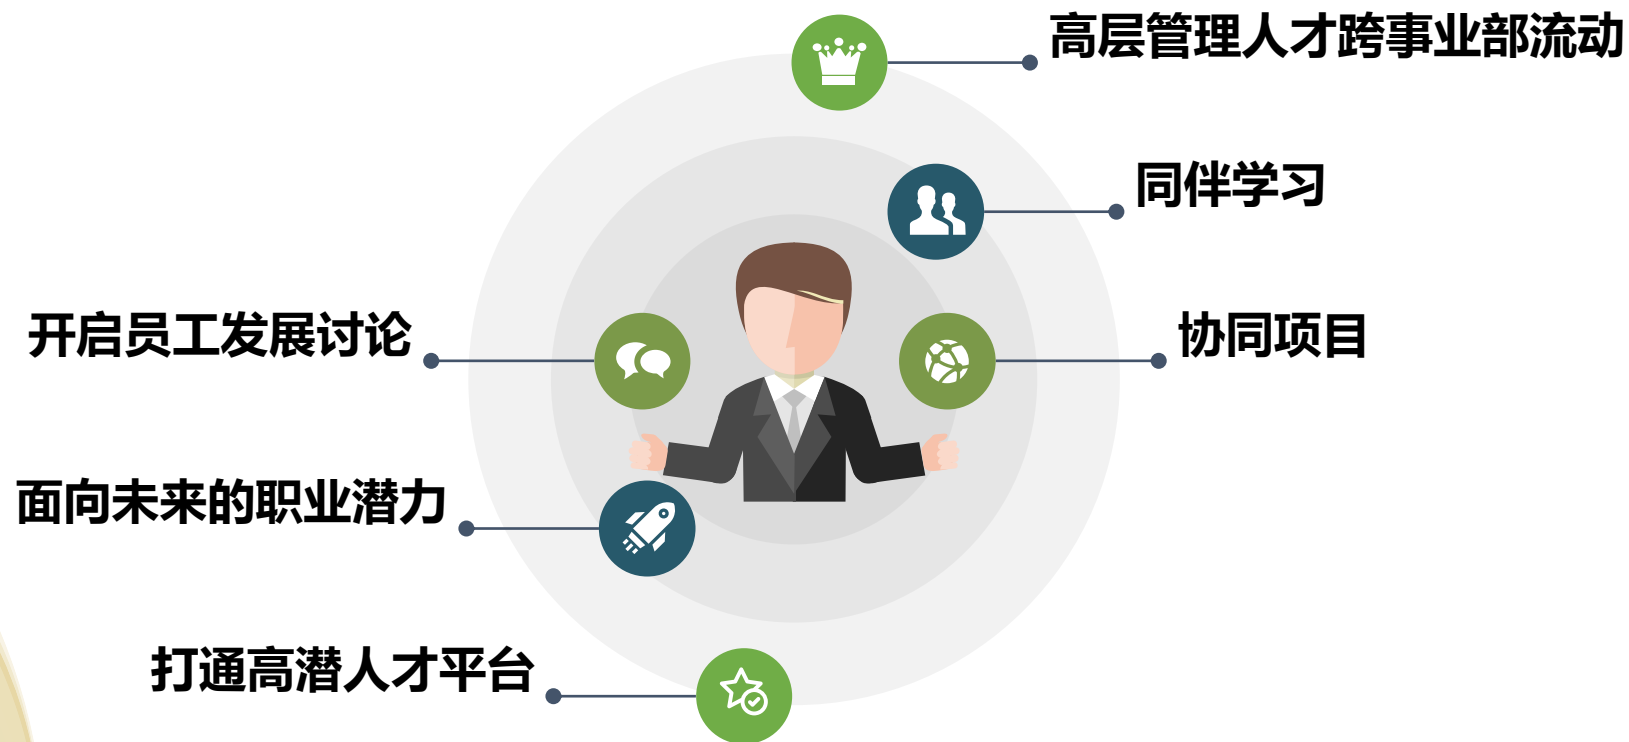 高层管理人才跨事业部流动
同伴学习
开启员工发展讨论
协同项目
面向未来的职业潜力
打通高潜人才平台